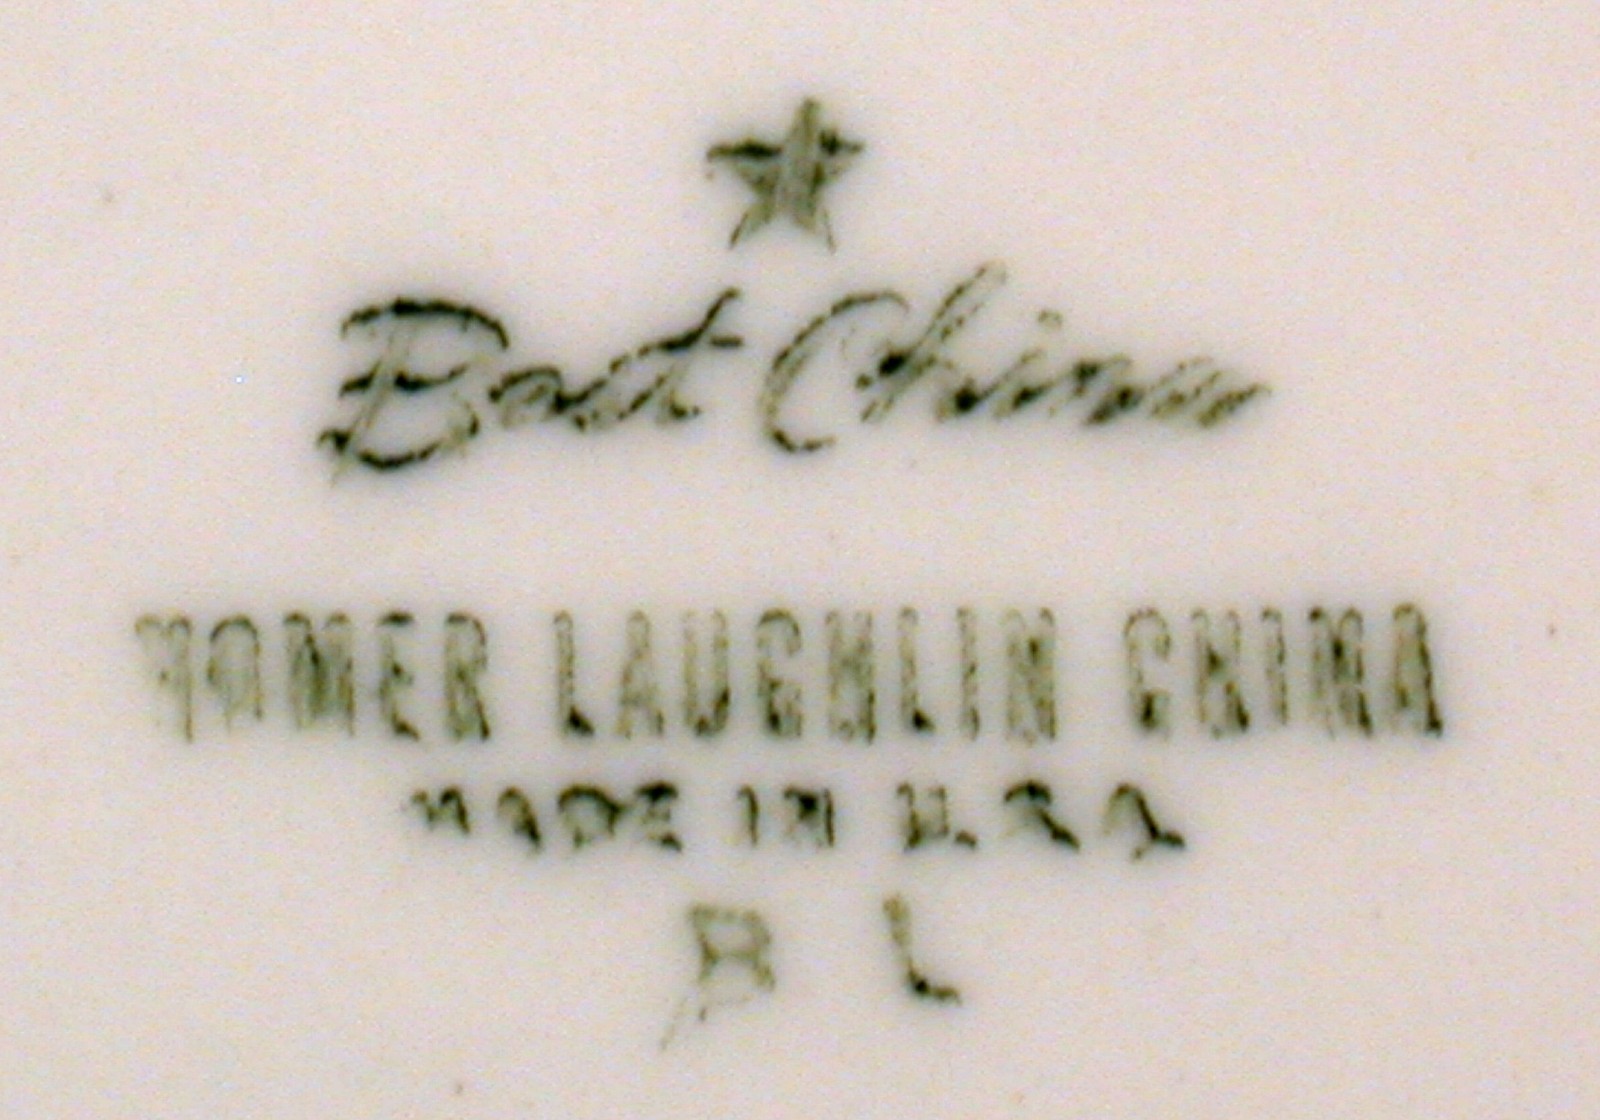 Best China
HOMER LAUGHLIN CHINA
MADE IN U.S.A
B L